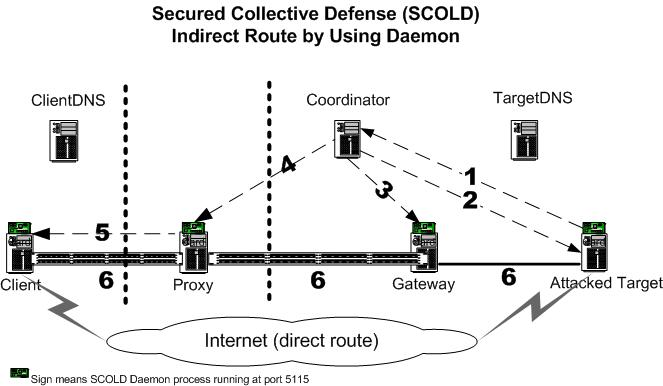 Secured Collective Defense (SCOLD)
Indirect Route by Using Daemon
ClientDNS
Coordinator
TargetDNS
1
2
4
3
5
Client
6
Proxy
6
Gateway
6
Attacked Target
Internet (direct route)
Sign means SCOLD Daemon process running at port 5115